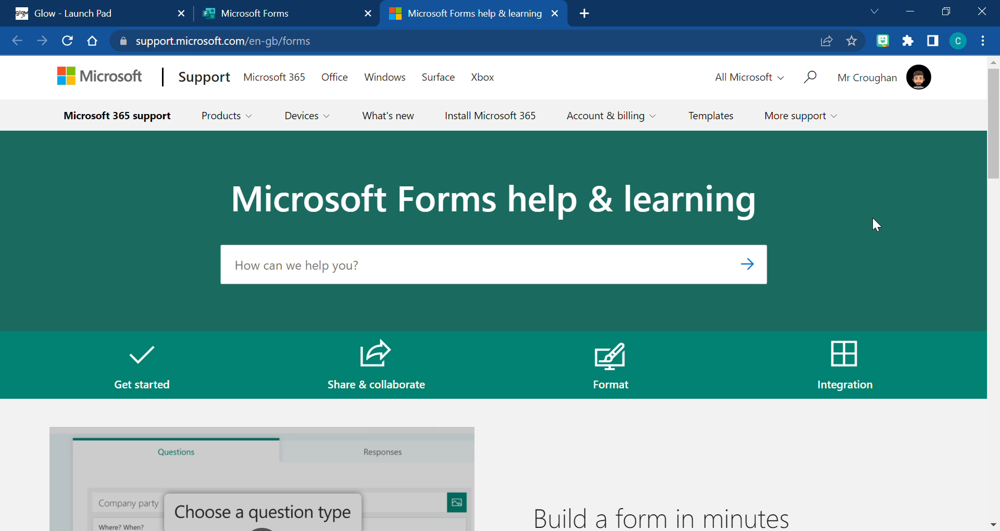 glow Glow - Launch Pad Microsoft Forms Microsoft Forms help & learning
support.microsoft.com/en-gb/forms C
Microsoft Support Microsoft 365 Office Windows Surface Xbox All Microsoft Mr Croughan
Microsoft 365 support Products Devices What's new Install Microsoft 365 Account & billing Templates More support
Microsoft Forms help & learning
How can we help you?
Get started Share & collaborate Format Integration
Questions Responses
Company party
Choose a question type
Where? When?
Build a form in minutes